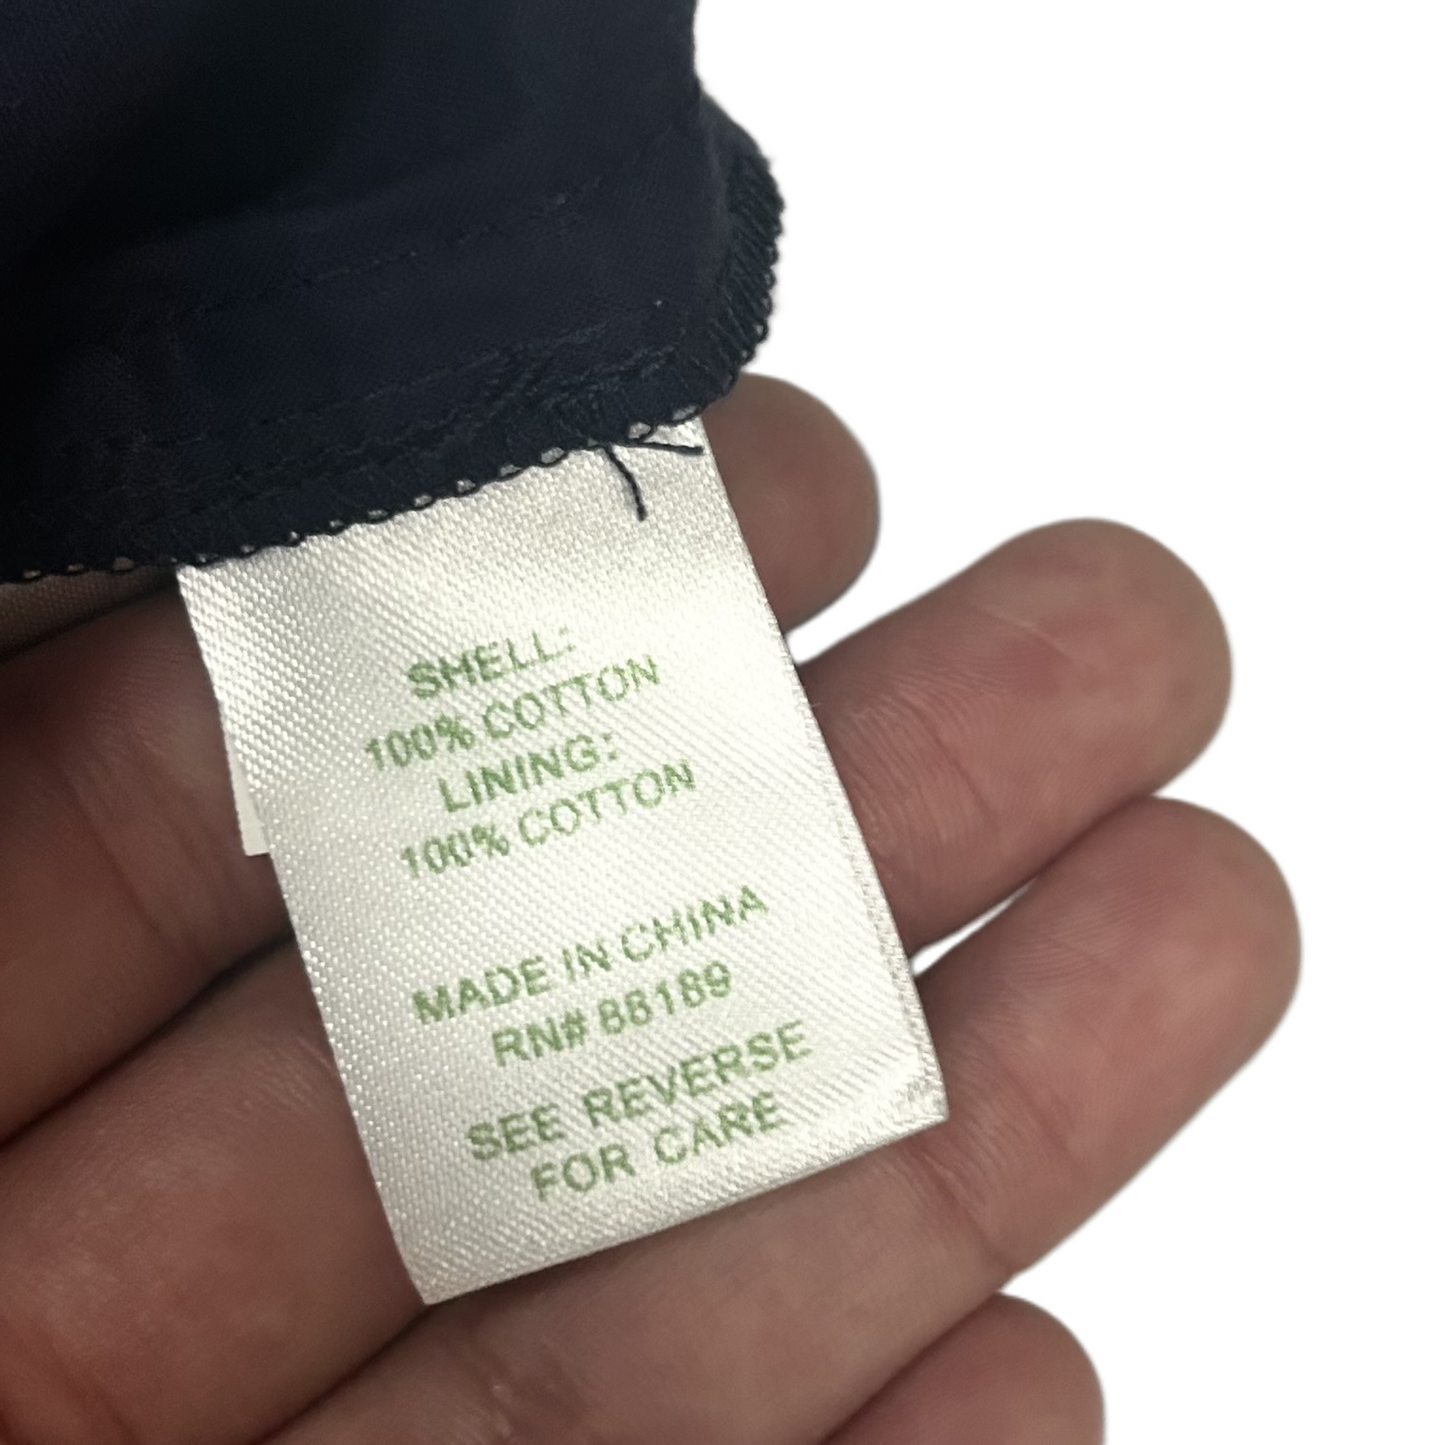 SHELL:
100% COTTON
LINING:
100% COTTON
MADE IN CHINA
RN# 88189
SEE REVERSE
FOR CARE